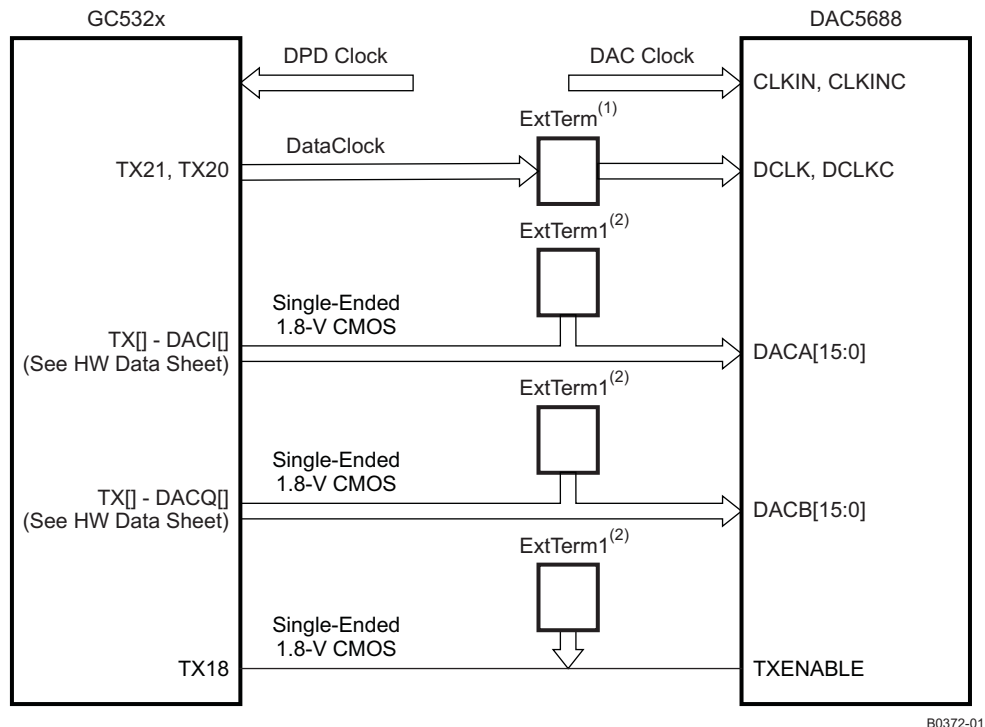 GC532x
DAC5688
DPD Clock
DAC Clock
CLKIN, CLKINC
ExtTerm(1)
DataClock
TX21, TX20
DCLK, DCLKC
ExtTerm1(2)
Single-Ended
1.8-V CMOS
TX[] - DACI[]
(See HW Data Sheet)
DACA[15:0]
ExtTerm1(2)
Single-Ended
1.8-V CMOS
TX[] - DACQ[]
(See HW Data Sheet)
DACB[15:0]
ExtTerm1(2)
Single-Ended
1.8-V CMOS
TX18
TXENABLE
B0372-01